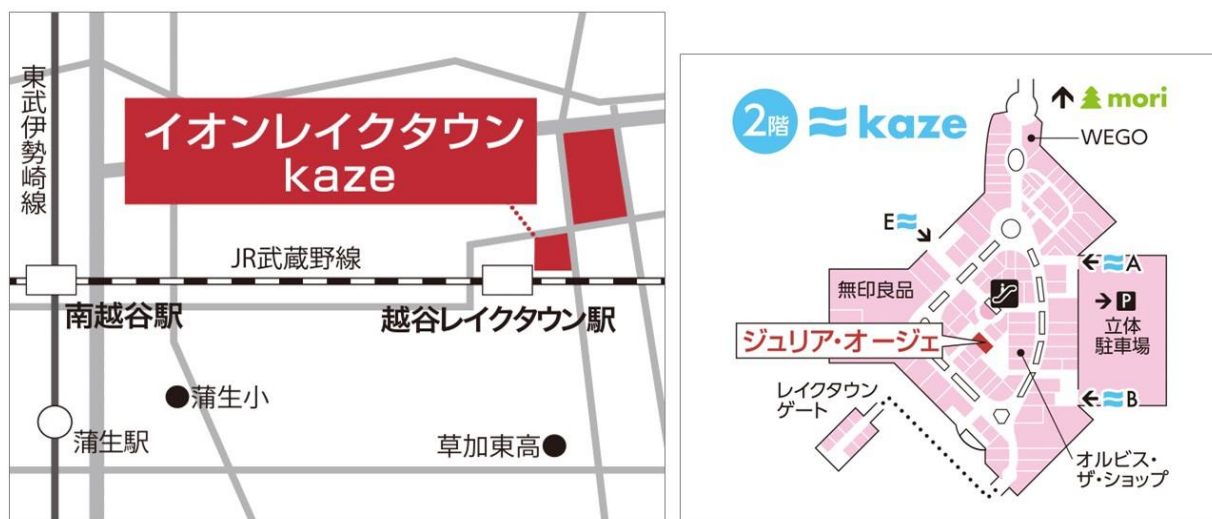 東武伊勢崎線
イオンレイクタウン
kaze
JR武蔵野線
南越谷駅
越谷レイクタウン駅
蒲生小
蒲生駅
草加東高
2階 kaze
mori
WEGO
E
A
無印良品
P
立体
駐車場
ジュリア・オージェ
レイクタウン
ゲート
B
オルビス・
ザ・ショップ